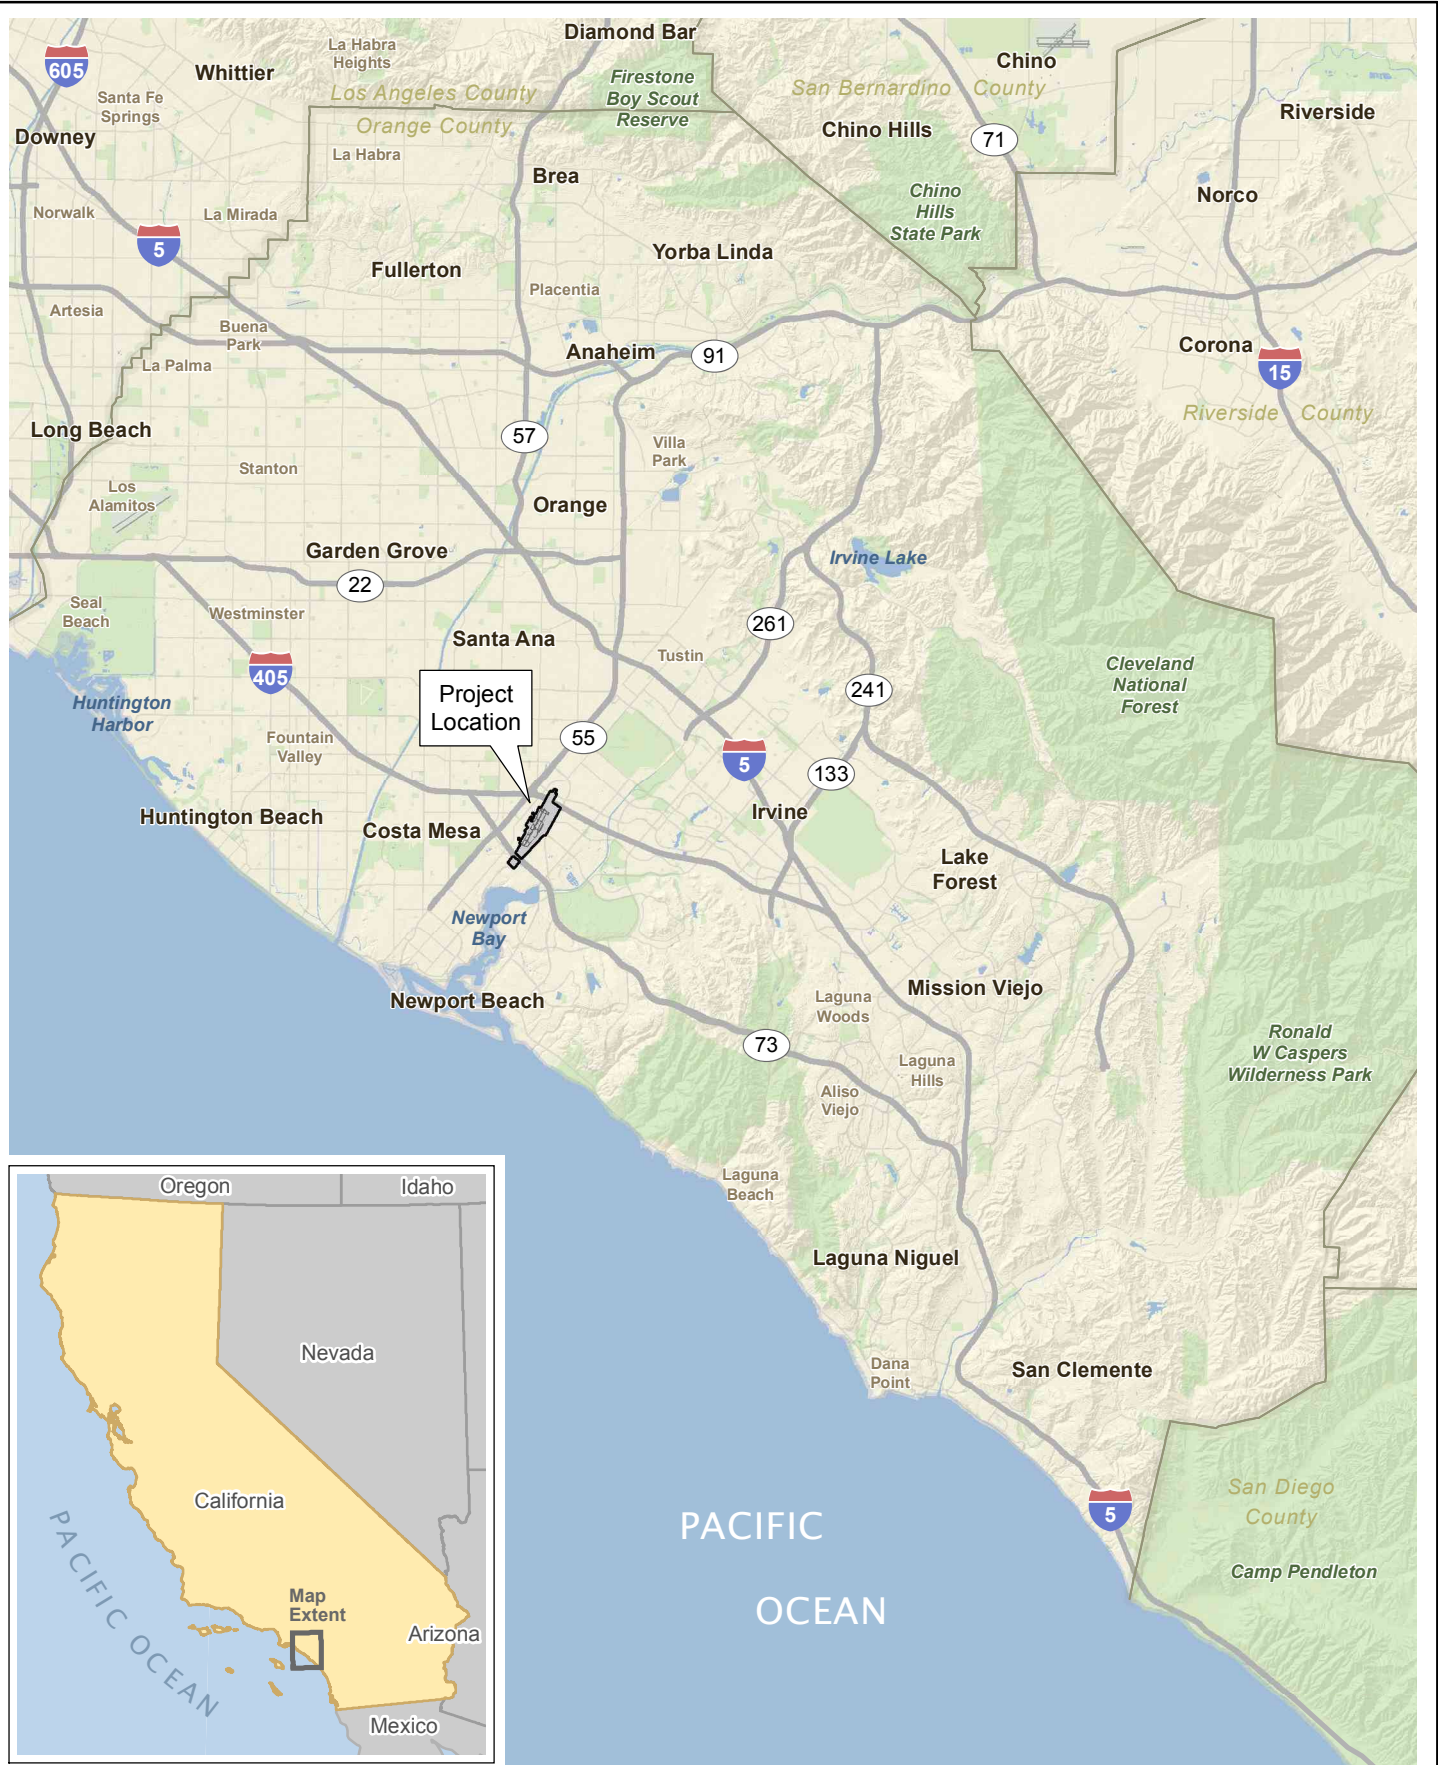 Diamond Bar
La Habra
Heights
605
Whittier
Chino
Firestone
Boy Scout
Reserve
Los Angeles County
San Bernardino County
Santa Fe
Springs
Riverside
Orange County
Chino Hills
Downey
71
La Habra
Brea
Chino
Hills
State Park
Norco
Norwalk
La Mirada
5
Yorba Linda
Fullerton
Placentia
Artesia
Buena
Park
Anaheim
91
Corona
La Palma
15
Riverside County
Long Beach
57
Villa
Park
Stanton
Los
Alamitos
Orange
Garden Grove
Irvine Lake
22
Seal
Beach
Westminster
261
Santa Ana
Tustin
Cleveland
National
Forest
405
241
Project
Location
Huntington
Harbor
Fountain
Valley
55
5
133
Huntington Beach
Costa Mesa
Irvine
Lake
Forest
Newport
Bay
Newport Beach
Mission Viejo
Laguna
Woods
73
Ronald
W Caspers
Wilderness Park
Laguna
Hills
Aliso
Viejo
Laguna
Beach
Laguna Niguel
Dana
Point
San Clemente
San Diego
County
5
PACIFIC
OCEAN
Camp Pendleton
Oregon
Idaho
Nevada
California
PACIFIC OCEAN
Map
Extent
Arizona
Mexico